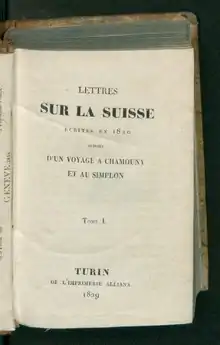 LETTRES
SUR LA SUISSE
ÉCRITES EN 1820
SUIVIES
D'UN VOYAGE A CHAMOUNY
ET AU SIMPLON
TOME I.
TURIN
DE L'IMPRIMERIE ALLIANA
1829
GENÈVE